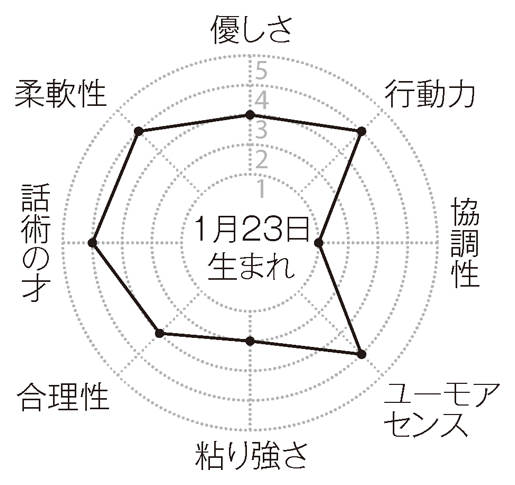 優しさ
柔軟性
行動力
5
4
3
2
1
話術の才
1月23日
生まれ
協調性
合理性
ユーモア
センス
粘り強さ